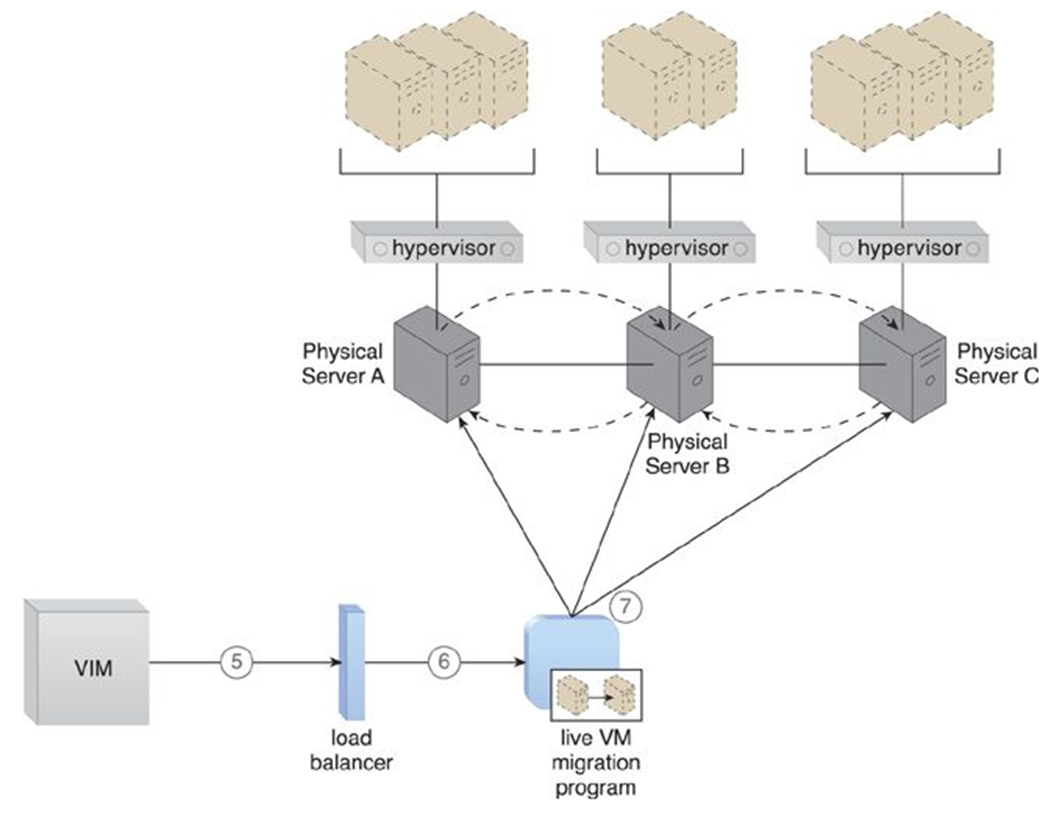 hypervisor
hypervisor
hypervisor
Physical
Server A
Physical
Server B
Physical
Server C
VIM
5
6
7
load
balancer
live VM
migration
program